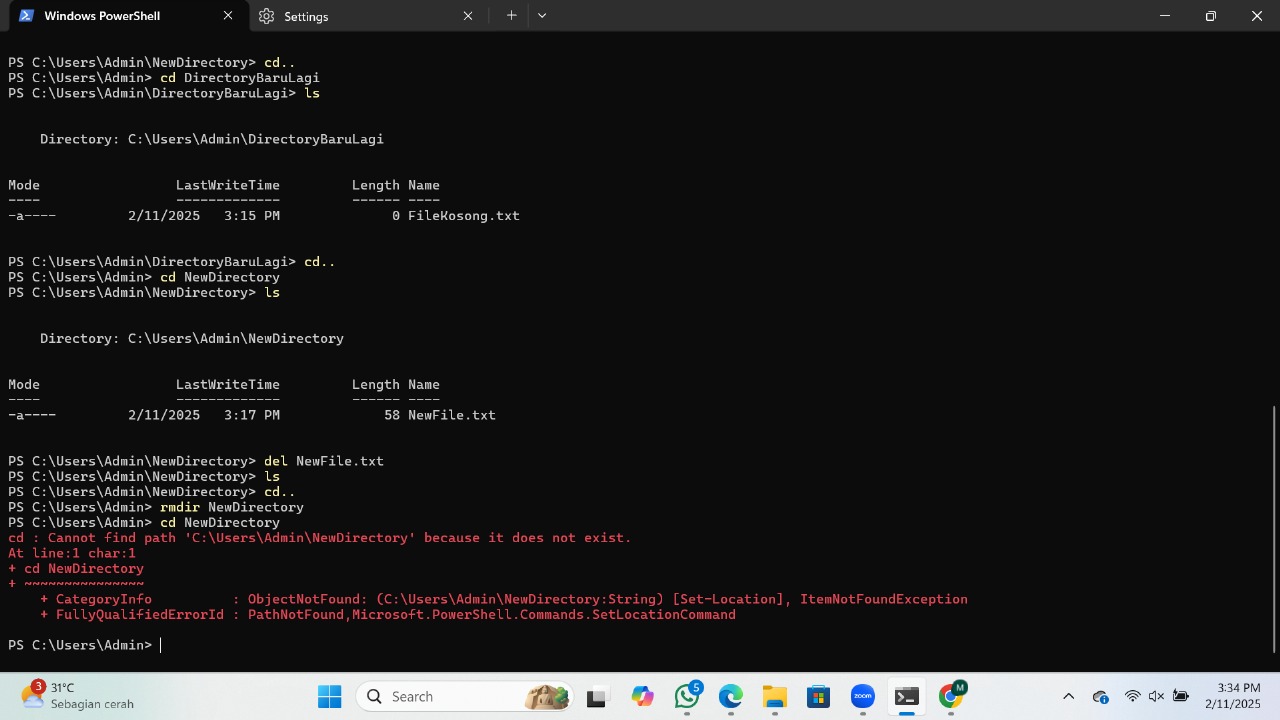 Windows PowerShell
Settings
PS C:\Users\Admin\NewDirectory> cd..
PS C:\Users\Admin> cd DirectoryBaruLagi
PS C:\Users\Admin\DirectoryBaruLagi> ls
Directory: C:\Users\Admin\DirectoryBaruLagi
Mode LastWriteTime Length Name
---- ------------- ------ ----
-a---- 2/11/2025 3:15 PM 0 FileKosong.txt
PS C:\Users\Admin\DirectoryBaruLagi> cd..
PS C:\Users\Admin> cd NewDirectory
PS C:\Users\Admin\NewDirectory> ls
Directory: C:\Users\Admin\NewDirectory
Mode LastWriteTime Length Name
---- ------------- ------ ----
-a---- 2/11/2025 3:17 PM 58 NewFile.txt
PS C:\Users\Admin\NewDirectory> del NewFile.txt
PS C:\Users\Admin\NewDirectory> ls
PS C:\Users\Admin\NewDirectory> cd..
PS C:\Users\Admin> rmdir NewDirectory
PS C:\Users\Admin> cd NewDirectory
cd : Cannot find path 'C:\Users\Admin\NewDirectory' because it does not exist.
At line:1 char:1
+ cd NewDirectory
+ ~~~~~~~~~~~~~~~
+ CategoryInfo : ObjectNotFound: (C:\Users\Admin\NewDirectory:String) [Set-Location], ItemNotFoundException
+ FullyQualifiedErrorId : PathNotFound,Microsoft.PowerShell.Commands.SetLocationCommand
PS C:\Users\Admin>
3
31°C
Sebagian cerah
Search
5
zoom
M
3:34 PM
2/11/2025